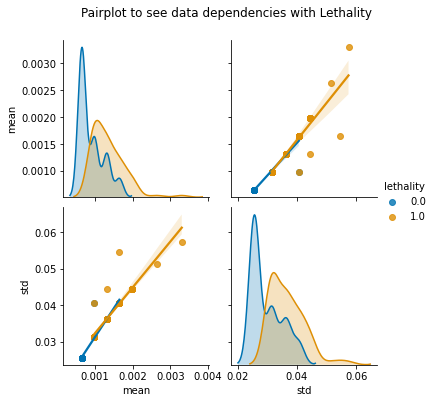 Pairplot to see data dependencies with Lethality
mean
0.0030
0.0025
0.0020
0.0015
0.0010
lethality
0.0
1.0
std
0.06
0.05
0.04
0.03
0.001 0.002 0.003 0.004
mean
0.02 0.04 0.06
std